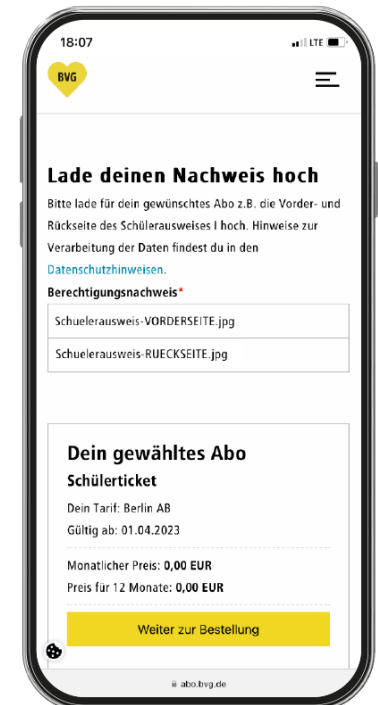 18:07
LTE
BVG
Lade deinen Nachweis hoch
Bitte lade für dein gewünschtes Abo z.B. die Vorder- und
Rückseite des Schülerausweises I hoch. Hinweise zur
Verarbeitung der Daten findest du in den
Datenschutzhinweisen.
Berechtigungsnachweis*
Schuelerausweis-VORDERSEITE.jpg
Schuelerausweis-RUECKSEITE.jpg
Dein gewähltes Abo
Schülerticket
Dein Tarif: Berlin AB
Gültig ab: 01.04.2023
Monatlicher Preis: 0,00 EUR
Preis für 12 Monate: 0,00 EUR
Weiter zur Bestellung
abo.bvg.de